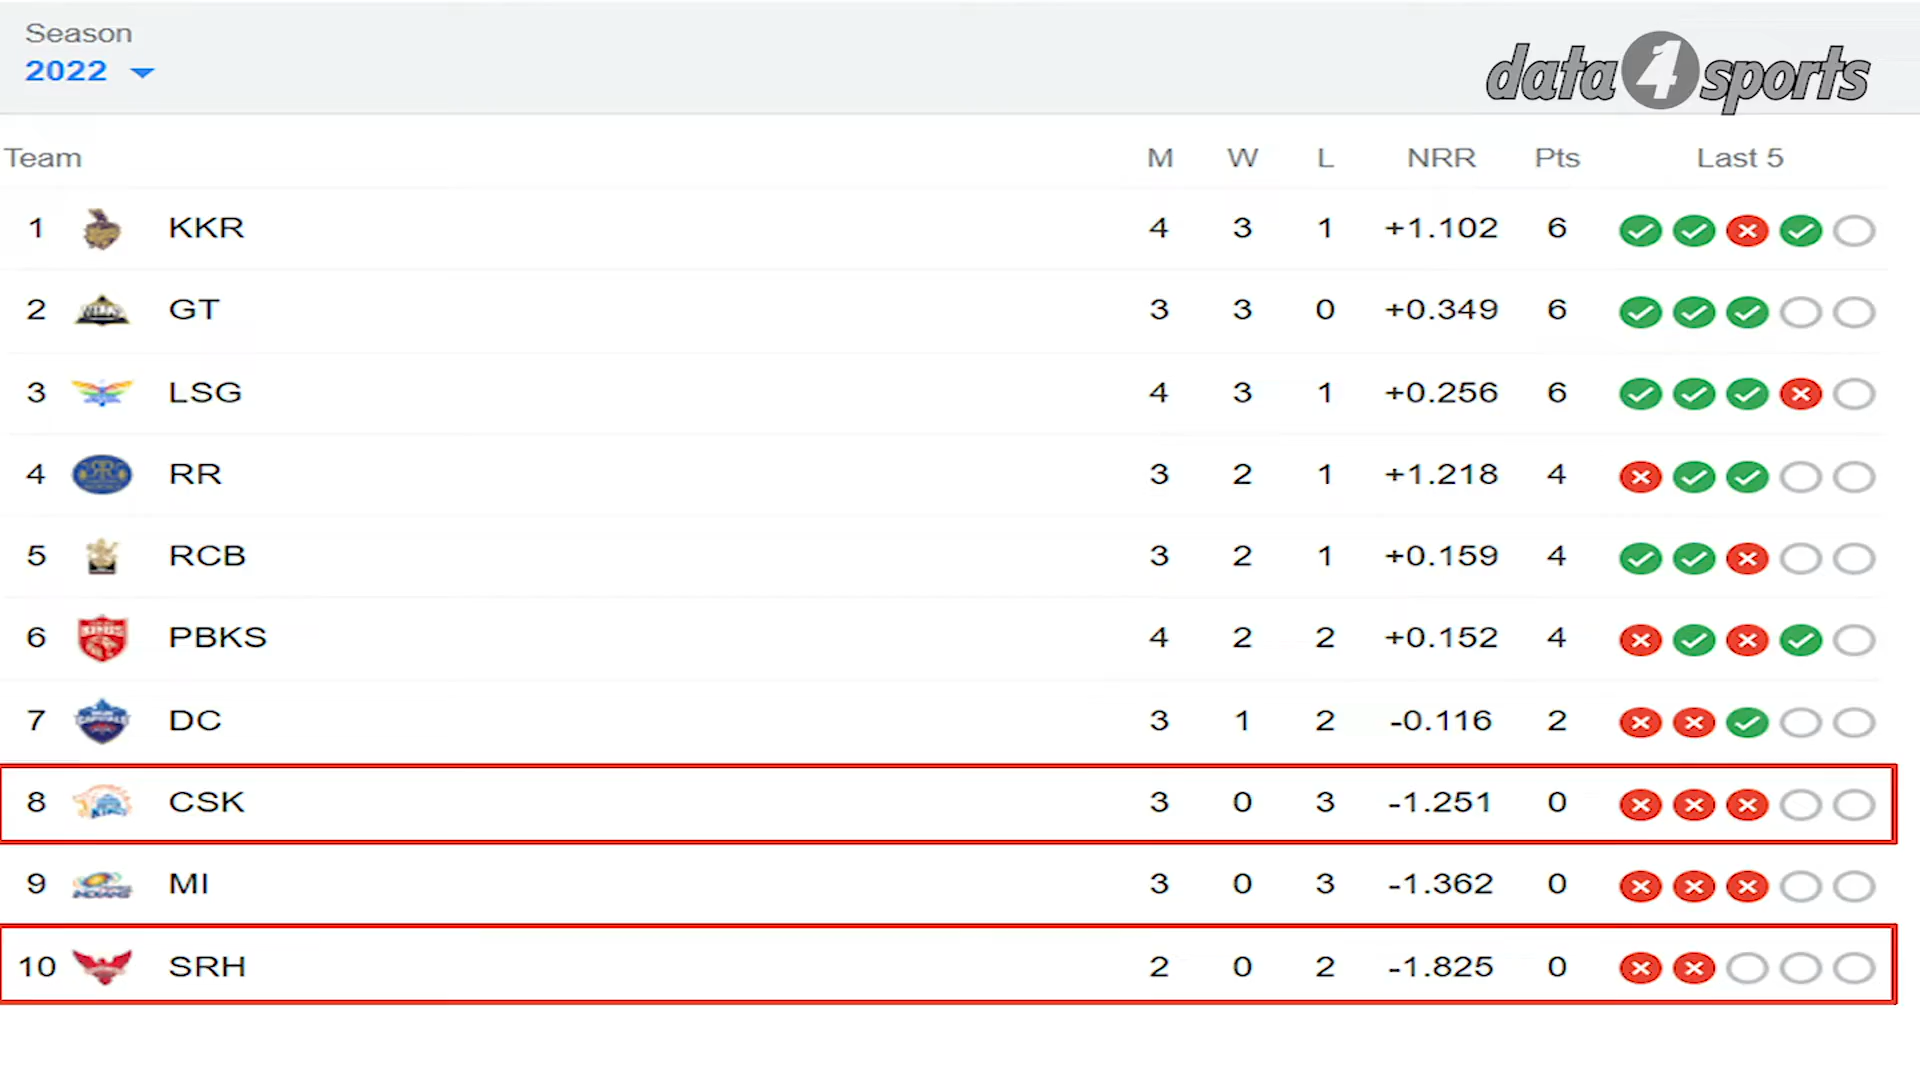 Season
2022
data4sports
Team M W L NRR Pts Last 5
1 KKR 4 3 1 +1.102 6
2 GT 3 3 0 +0.349 6
3 LSG 4 3 1 +0.256 6
4 RR 3 2 1 +1.218 4
5 RCB 3 2 1 +0.159 4
6 PBKS 4 2 2 +0.152 4
7 DC 3 1 2 -0.116 2
8 CSK 3 0 3 -1.251 0
9 MI 3 0 3 -1.362 0
10 SRH 2 0 2 -1.825 0